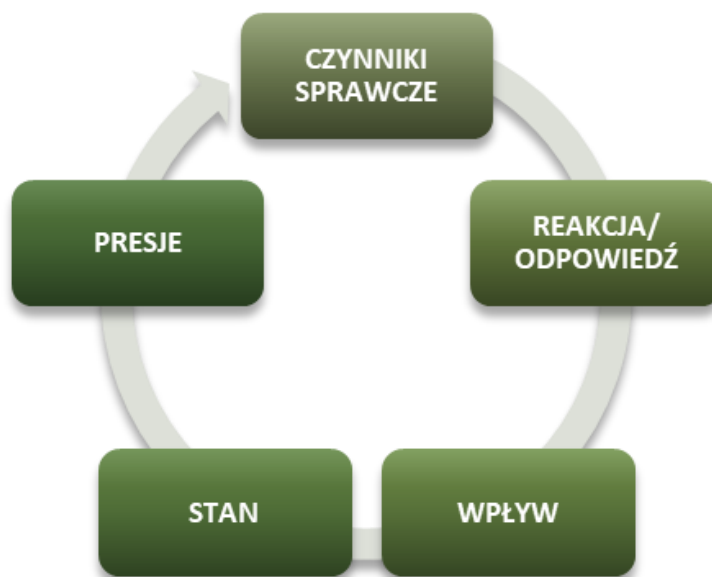 CZYNNIKI
SPRAWCZE
REAKCJA/
ODPOWIEDŹ
WPŁYW
STAN
PRESJE